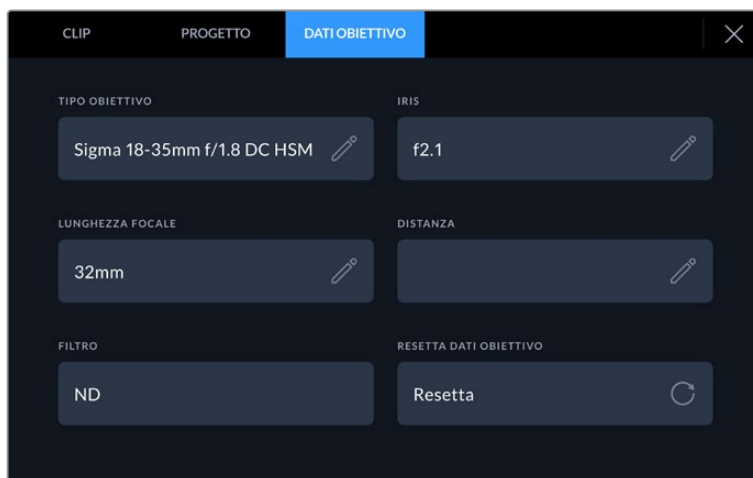 CLIP PROGETTO DATI OBIETTIVO
TIPO OBIETTIVO IRIS
Sigma 18-35mm f/1.8 DC HSM f2.1
LUNGHEZZA FOCALE DISTANZA
32mm
FILTRO RESETTA DATI OBIETTIVO
ND Resetta